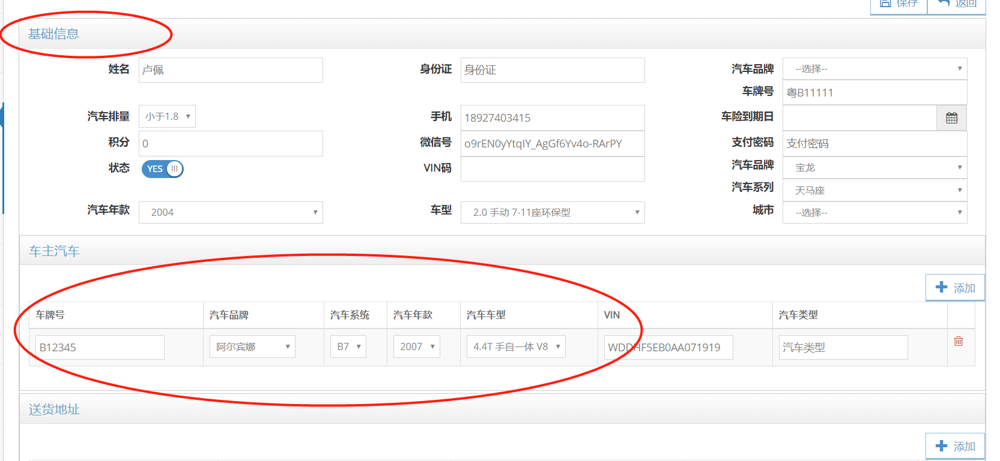 保存 返回
基础信息
姓名 卢佩 身份证 身份证 汽车品牌 --选择--
车牌号 粤B11111
汽车排量 小于1.8 手机 18927403415 车险到期日
积分 0 微信号 o9rEN0yYtqIY_AgGf6Yv4o-RArPY 支付密码 支付密码
状态 YES VIN码 汽车品牌 宝龙
汽车系列 天马座
汽车年款 2004 车型 2.0 手动 7-11座环保型 城市 --选择--
车主汽车
添加
车牌号 汽车品牌 汽车系统 汽车年款 汽车车型 VIN 汽车类型
B12345 阿尔宾娜 B7 2007 4.4T 手自一体 V8 WDDHF5EB0AA071919 汽车类型
送货地址
添加